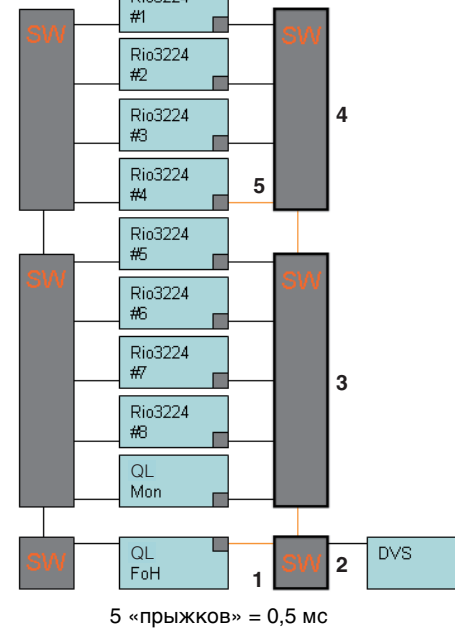 SW
Rio3224
#1
SW
Rio3224
#2
Rio3224
#3
4
Rio3224
#4
5
Rio3224
#5
SW
SW
Rio3224
#6
Rio3224
#7
3
Rio3224
#8
QL
Mon
SW
QL
FoH
1
SW
2
DVS
5 «прыжков» = 0,5 мс